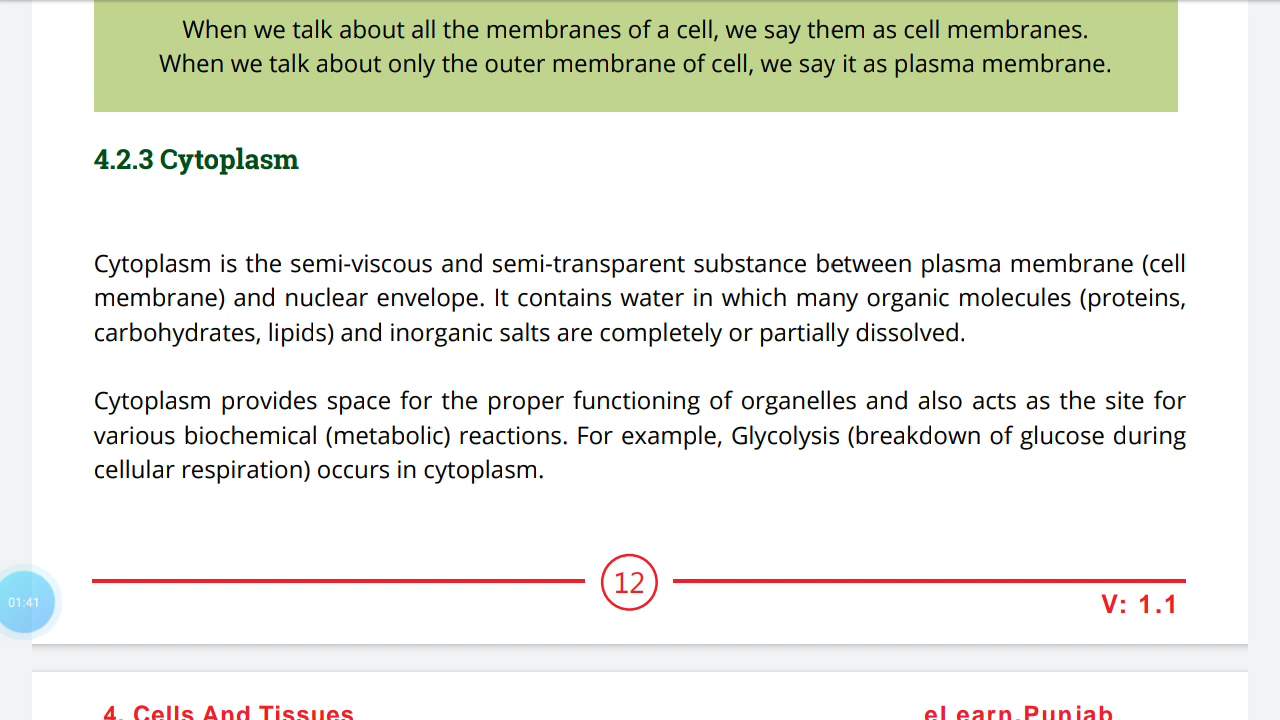 When we talk about all the membranes of a cell, we say them as cell membranes.
When we talk about only the outer membrane of cell, we say it as plasma membrane.
4.2.3 Cytoplasm
Cytoplasm is the semi-viscous and semi-transparent substance between plasma membrane (cell
membrane) and nuclear envelope. It contains water in which many organic molecules (proteins,
carbohydrates, lipids) and inorganic salts are completely or partially dissolved.
Cytoplasm provides space for the proper functioning of organelles and also acts as the site for
various biochemical (metabolic) reactions. For example, Glycolysis (breakdown of glucose during
cellular respiration) occurs in cytoplasm.
12
01:41
V: 1.1
4. Cells And Tissues
eLearn.Punjab